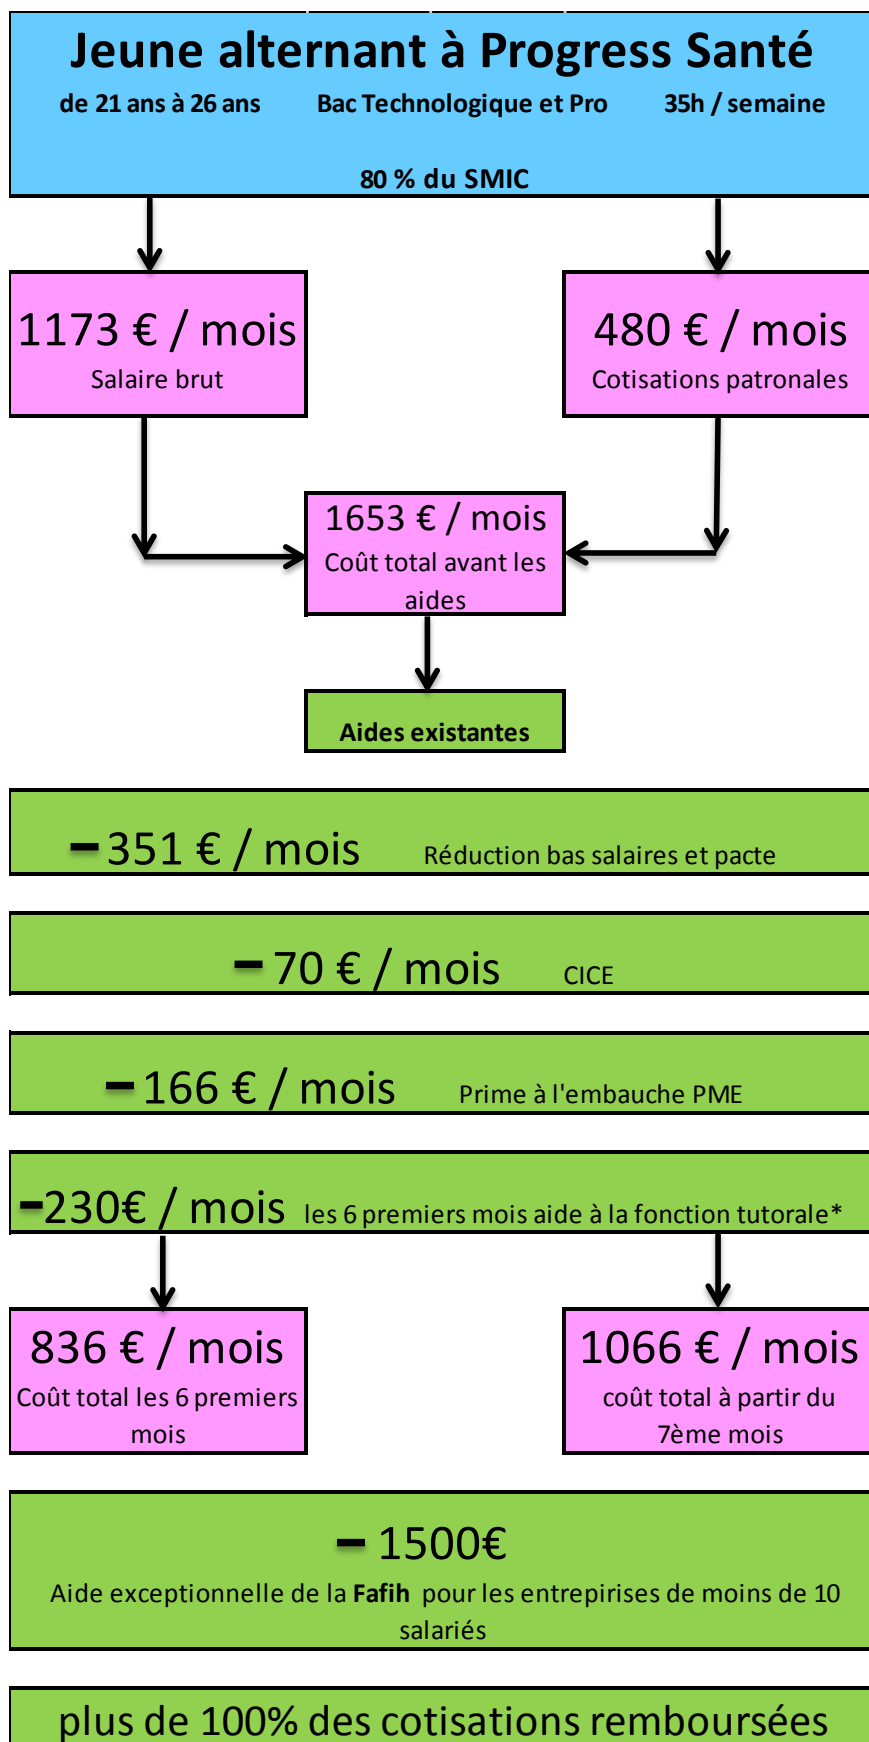 Jeune alternant à Progress Santé
de 21 ans à 26 ans Bac Technologique et Pro 35h / semaine
80 % du SMIC
1173 € / mois
Salaire brut
480 € / mois
Cotisations patronales
1653 € / mois
Coût total avant les
aides
Aides existantes
- 351 € / mois Réduction bas salaires et pacte
- 70 € / mois CICE
- 166 € / mois Prime à l'embauche PME
-230€ / mois les 6 premiers mois aide à la fonction tutorale*
836 € / mois
Coût total les 6 premiers
mois
1066 € / mois
coût total à partir du
7ème mois
- 1500€
Aide exceptionnelle de la Fafih pour les entrepirises de moins de 10
salariés
plus de 100% des cotisations remboursées